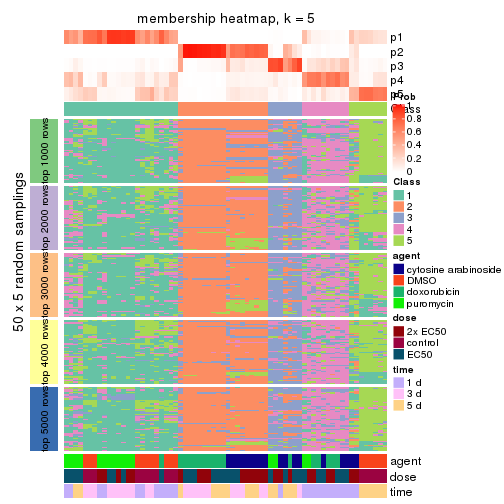 membership heatmap, k = 5
p1
p2
p3
p4
p5
Prob
1
0.8
0.6
0.4
0.2
0
Class
Class
1
2
3
4
5
agent
cytosine arabinoside
DMSO
doxorubicin
puromycin
dose
2x EC50
control
EC50
time
1 d
3 d
5 d
50 x 5 random samplings
top 1000 rows
top 2000 rows
top 3000 rows
top 4000 rows
top 5000 rows
agent
dose
time